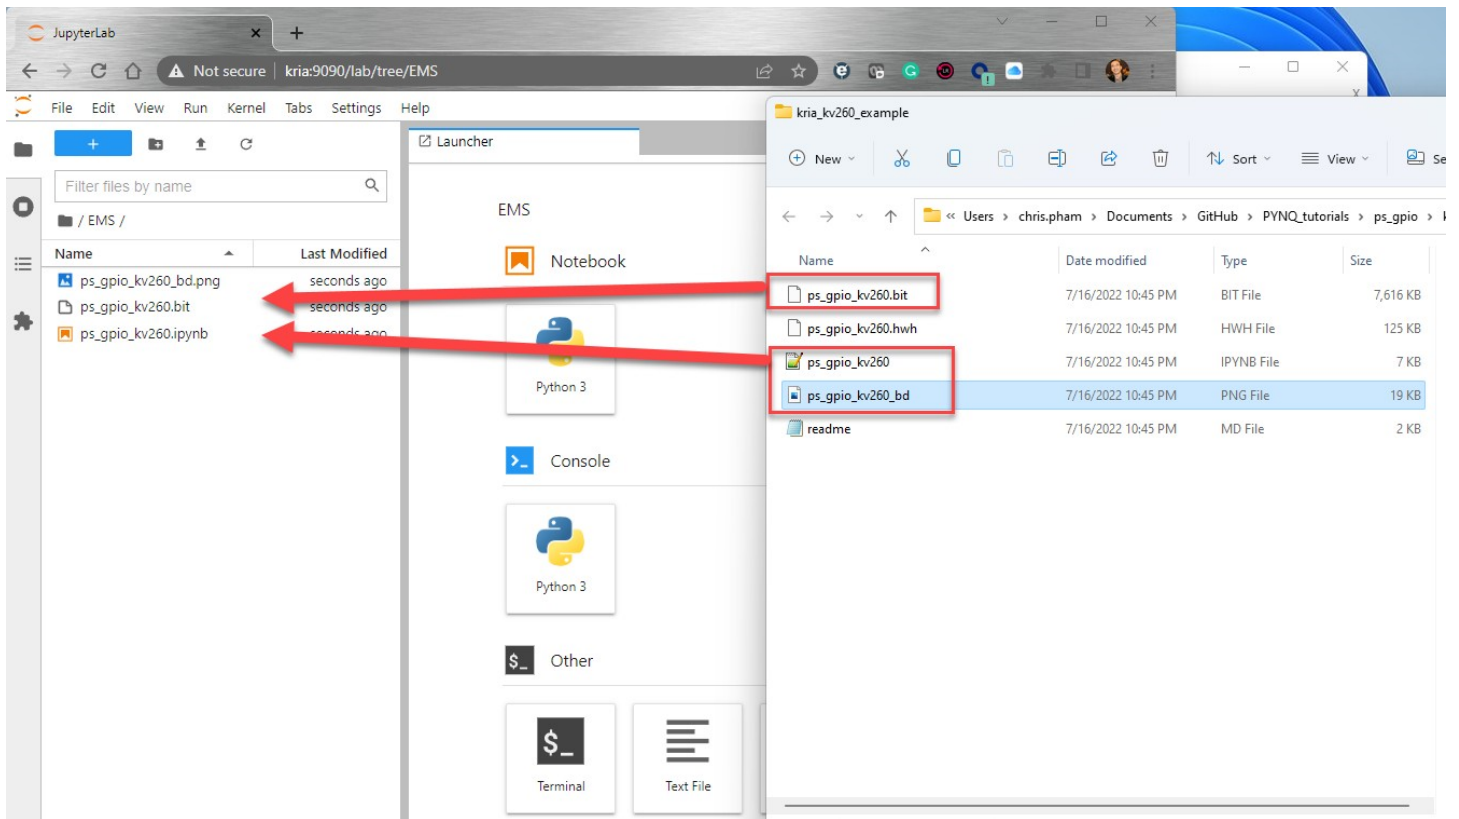 JupyterLab
Not secure | kria:9090/lab/tree/EMS
File Edit View Run Kernel Tabs Settings Help
Filter files by name
/ EMS /
Name Last Modified
ps_gpio_kv260_bd.png seconds ago
ps_gpio_kv260.bit seconds ago
ps_gpio_kv260.ipynb seconds ago
Launcher
EMS
Notebook
Python 3
Console
Python 3
Other
$_
Terminal
Text File
kria_kv260_example
New Sort View Se
« Users > chris.pham > Documents > GitHub > PYNQ_tutorials > ps_gpio >
Name Date modified Type Size
ps_gpio_kv260.bit 7/16/2022 10:45 PM BIT File 7,616 KB
ps_gpio_kv260.hwh 7/16/2022 10:45 PM HWH File 125 KB
ps_gpio_kv260 7/16/2022 10:45 PM IPYNB File 7 KB
ps_gpio_kv260_bd 7/16/2022 10:45 PM PNG File 19 KB
readme 7/16/2022 10:45 PM MD File 2 KB